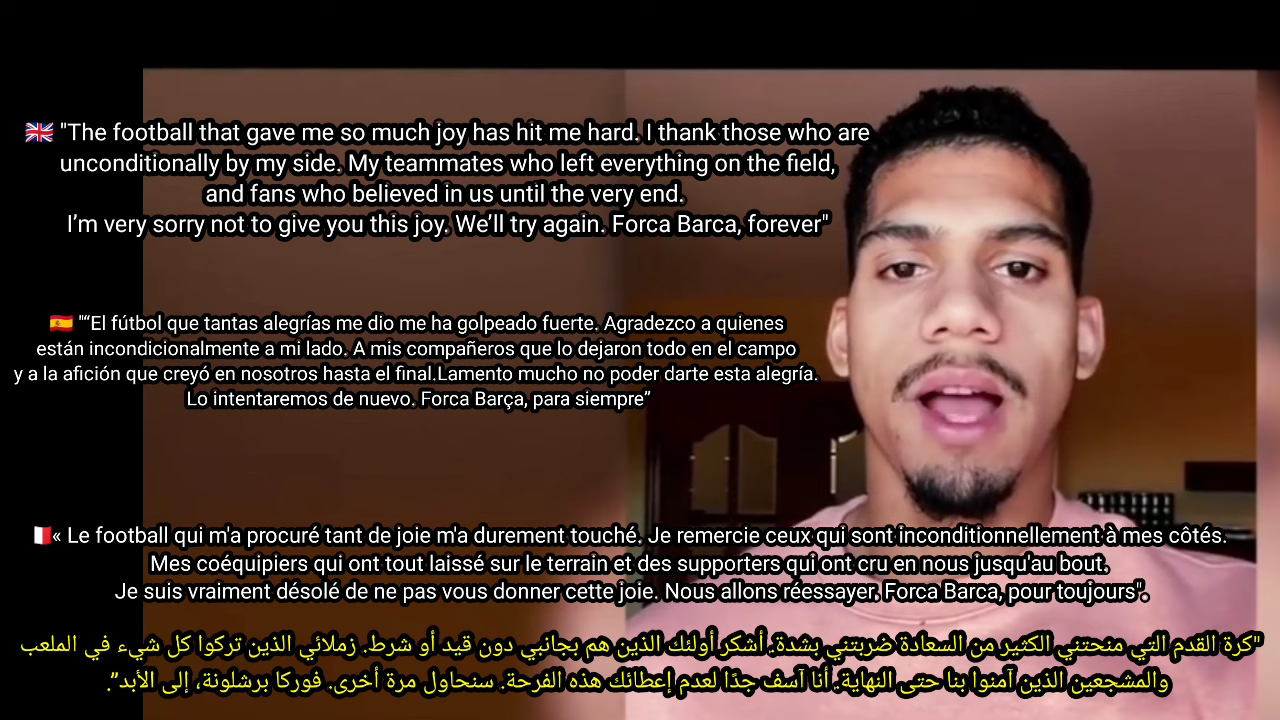 🇬🇧 "The football that gave me so much joy has hit me hard. I thank those who are
unconditionally by my side. My teammates who left everything on the field,
and fans who believed in us until the very end.
I’m very sorry not to give you this joy. We’ll try again. Forca Barca, forever"
🇪🇸 "“El fútbol que tantas alegrías me dio me ha golpeado fuerte. Agradezco a quienes
están incondicionalmente a mi lado. A mis compañeros que lo dejaron todo en el campo
y a la afición que creyó en nosotros hasta el final.Lamento mucho no poder darte esta alegría.
Lo intentaremos de nuevo. Forca Barça, para siempre”
« Le football qui m'a procuré tant de joie m'a durement touché. Je remercie ceux qui sont inconditionnellement à mes côtés.
Mes coéquipiers qui ont tout laissé sur le terrain et des supporters qui ont cru en nous jusqu'au bout.
Je suis vraiment désolé de ne pas vous donner cette joie. Nous allons réessayer. Forca Barca, pour toujours".
"كرة القدم التي منحتني الكثير من السعادة ضربتني بشدة. أشكر أولئك الذين هم بجانبي دون قيد أو شرط. زملائي الذين تركوا كل شيء في الملعب
والمشجعين الذين آمنوا بنا حتى النهاية. أنا آسف جدًا لعدم إعطائك هذه الفرحة. سنحاول مرة أخرى. فوركا برشلونة، إلى الأبد”.